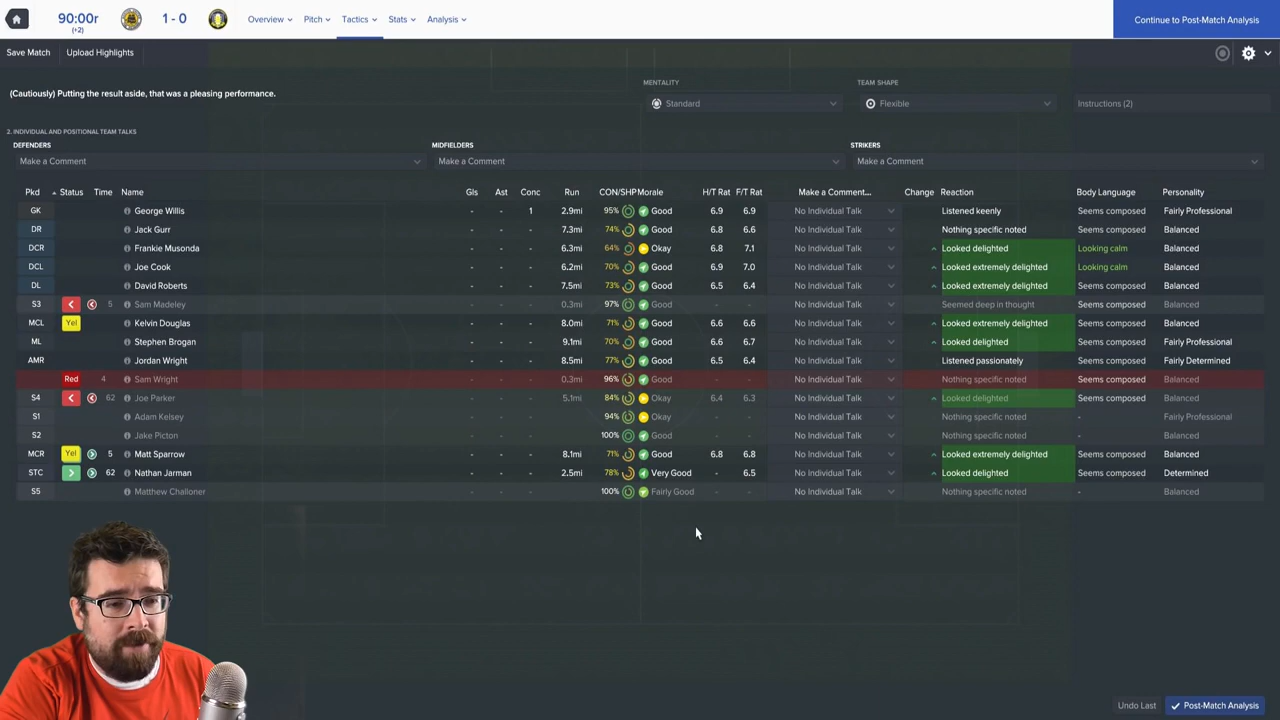 90:00r
(+2)
1 - 0
Overview
Pitch
Tactics
Stats
Analysis
Continue to Post-Match Analysis
Save Match
Upload Highlights
MENTALITY
TEAM SHAPE
(Cautiously) Putting the result aside, that was a pleasing performance.
Standard
Flexible
Instructions (2)
2. INDIVIDUAL AND POSITIONAL TEAM TALKS
DEFENDERS
MIDFIELDERS
STRIKERS
Make a Comment
Make a Comment
Make a Comment
Pkd Status Time Name Gls Ast Conc Run CON/SHP Morale H/T Rat F/T Rat Make a Comment... Change Reaction Body Language Personality
GK George Willis - - 1 2.9mi 95% Good 6.9 6.9 No Individual Talk Listened keenly Seems composed Fairly Professional
DR Jack Gurr - - - 7.3mi 74% Good 6.8 6.6 No Individual Talk Nothing specific noted Seems composed Balanced
DCR Frankie Musonda - - - 6.3mi 64% Okay 6.8 7.1 No Individual Talk Looked delighted Looking calm Balanced
DCL Joe Cook - - - 6.2mi 70% Good 6.9 7.0 No Individual Talk Looked extremely delighted Looking calm Balanced
DL David Roberts - - - 7.5mi 73% Good 6.5 6.4 No Individual Talk Looked extremely delighted Seems composed Balanced
S3 5 Sam Madeley - - - 0.3mi 97% Good - - No Individual Talk Seemed deep in thought Seems composed Balanced
MCL Yel Kelvin Douglas - - - 8.0mi 71% Good 6.6 6.6 No Individual Talk Looked extremely delighted Seems composed Balanced
ML Stephen Brogan - - - 9.1mi 70% Good 6.6 6.7 No Individual Talk Looked delighted Seems composed Fairly Professional
AMR Jordan Wright - - - 8.5mi 77% Good 6.5 6.4 No Individual Talk Listened passionately Seems composed Fairly Determined
Red 4 Sam Wright - - - 0.3mi 96% Good - - No Individual Talk Nothing specific noted Seems composed Balanced
S4 62 Joe Parker - - - 5.1mi 84% Okay 6.4 6.3 No Individual Talk Looked delighted Seems composed Balanced
S1 Adam Kelsey - - - 94% Okay - - No Individual Talk Nothing specific noted - Fairly Professional
S2 Jake Picton - - - 100% Good - - No Individual Talk Nothing specific noted - Balanced
MCR Yel 5 Matt Sparrow - - - 8.1mi 71% Good 6.8 6.8 No Individual Talk Looked extremely delighted Seems composed Balanced
STC 62 Nathan Jarman - - - 2.5mi 78% Very Good - 6.5 No Individual Talk Looked delighted Seems composed Determined
S5 Matthew Challoner - - - 100% Fairly Good - - No Individual Talk Nothing specific noted - Balanced
Undo Last
Post-Match Analysis